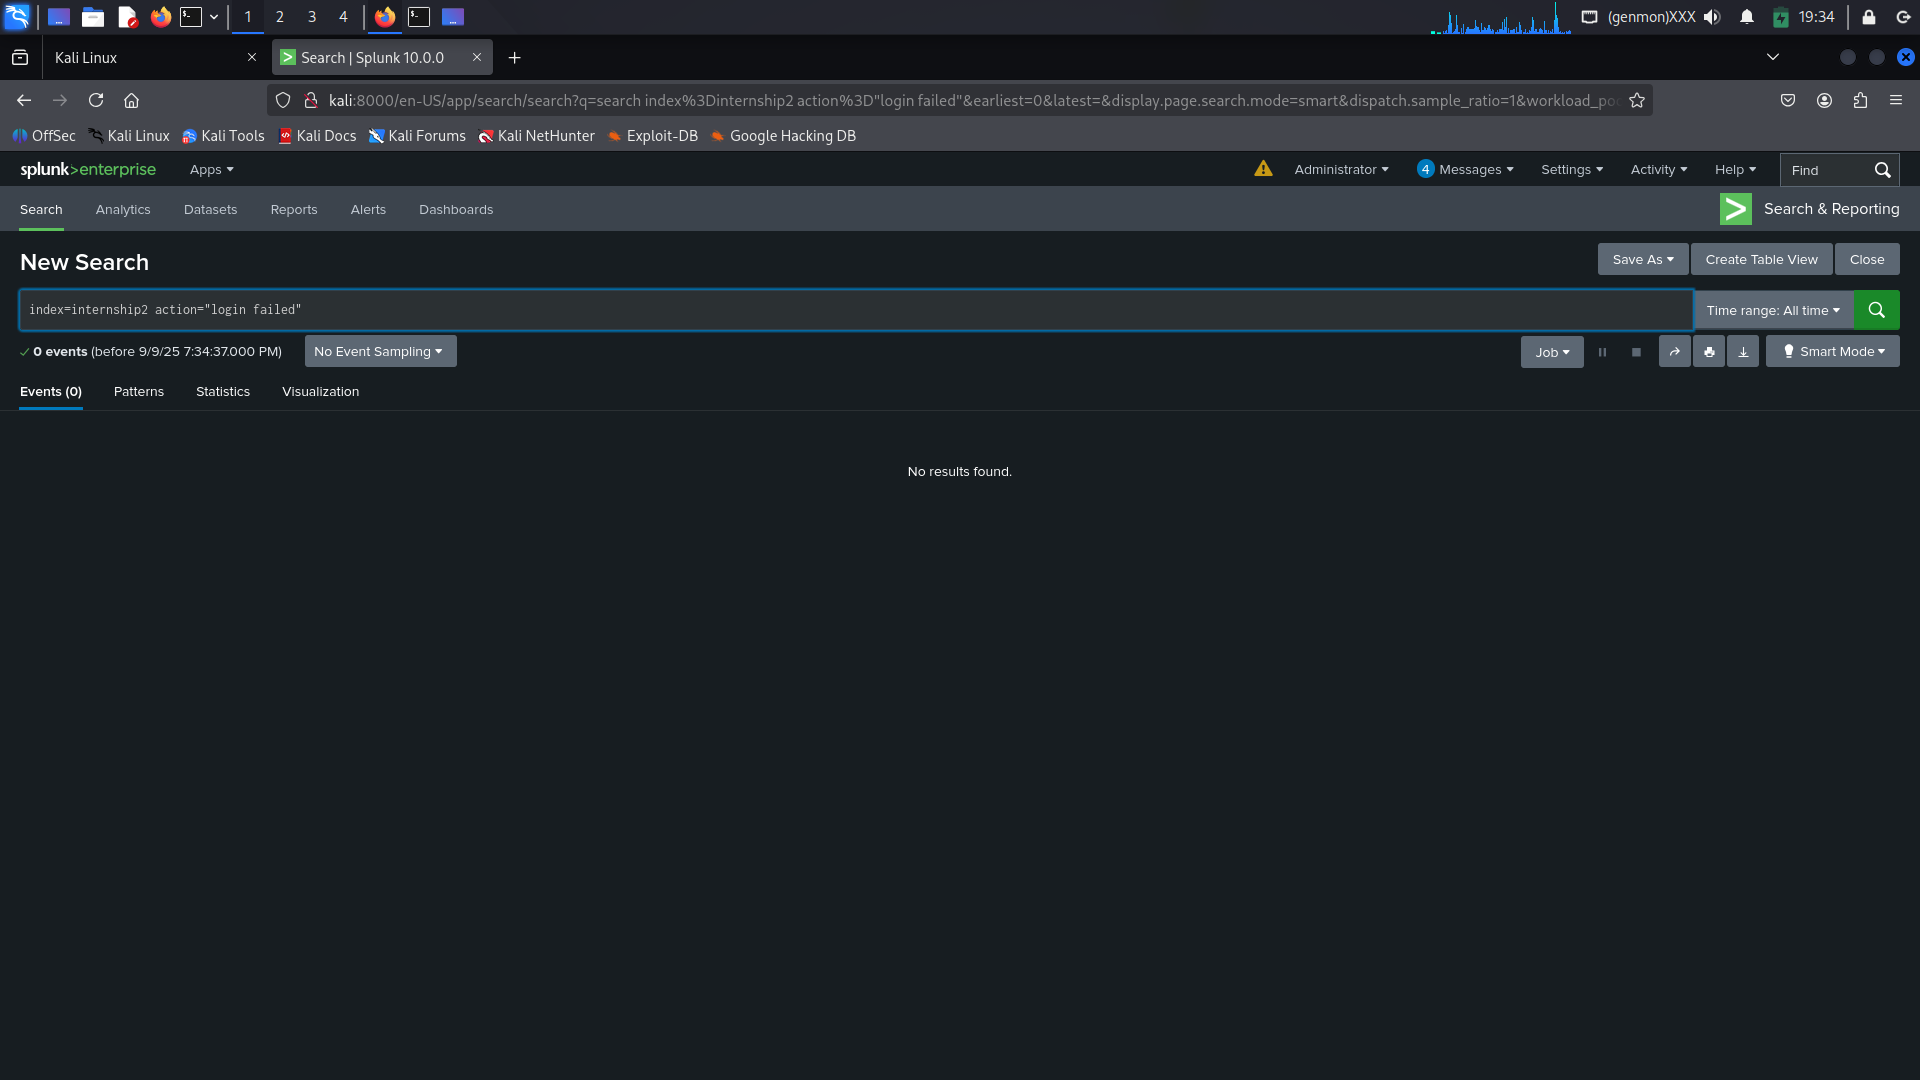 1 2 3 4 (genmon)XXX 19:34
Kali Linux Search | Splunk 10.0.0
kali:8000/en-US/app/search/search?q=search index%3Dinternship2 action%3D"login failed"&earliest=0&latest=&display.page.search.mode=smart&dispatch.sample_ratio=1&workload_poo
OffSec Kali Linux Kali Tools Kali Docs Kali Forums Kali NetHunter Exploit-DB Google Hacking DB
splunk>enterprise Apps Administrator 4 Messages Settings Activity Help Find
Search Analytics Datasets Reports Alerts Dashboards Search & Reporting
New Search Save As Create Table View Close
index=internship2 action="login failed" Time range: All time
0 events (before 9/9/25 7:34:37.000 PM) No Event Sampling Job Smart Mode
Events (0) Patterns Statistics Visualization
No results found.